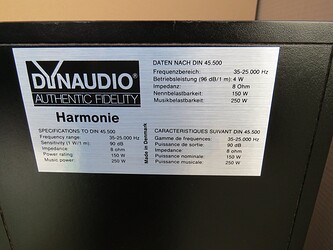 DYNAUDIO®
AUTHENTIC FIDELITY
Harmonie
DATEN NACH DIN 45.500
Frequenzbereich: 35-25.000 Hz
Betriebsleistung (96 dB/1 m): 4 W
Impedanz: 8 Ohm
Nennbelastbarkeit: 150 W
Musikbelastbarkeit: 250 W
SPECIFICATIONS TO DIN 45.500
Frequency range: 35-25.000 Hz
Sensitivity (1 W/1 m): 90 dB
Impedance: 8 ohm
Power rating: 150 W
Music power: 250 W
Made in Denmark
CARACTERISTIQUES SUIVANT DIN 45.500
Gamme de frequences: 35-25.000 Hz
Puissance de sortie: 90 dB
Impedance: 8 ohm
Puissance nominale: 150 W
Puissance musicale: 250 W